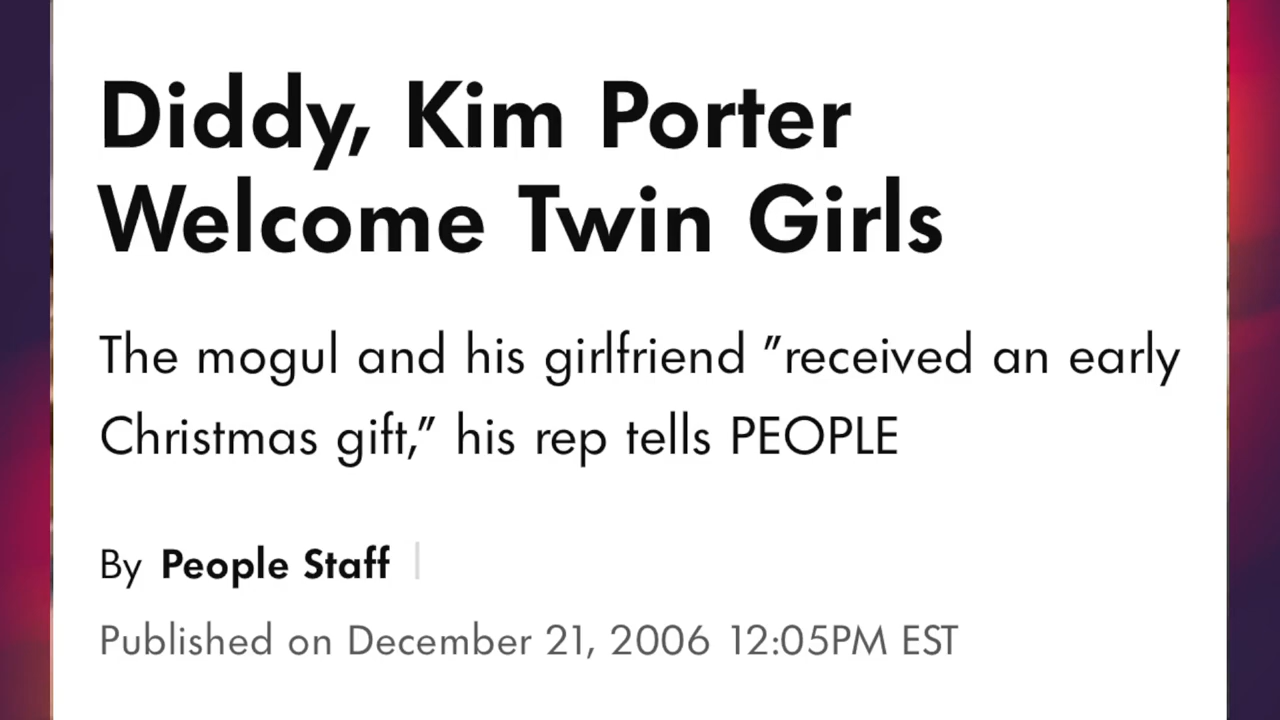 Diddy, Kim Porter
Welcome Twin Girls
The mogul and his girlfriend "received an early
Christmas gift," his rep tells PEOPLE
By People Staff
Published on December 21, 2006 12:05PM EST